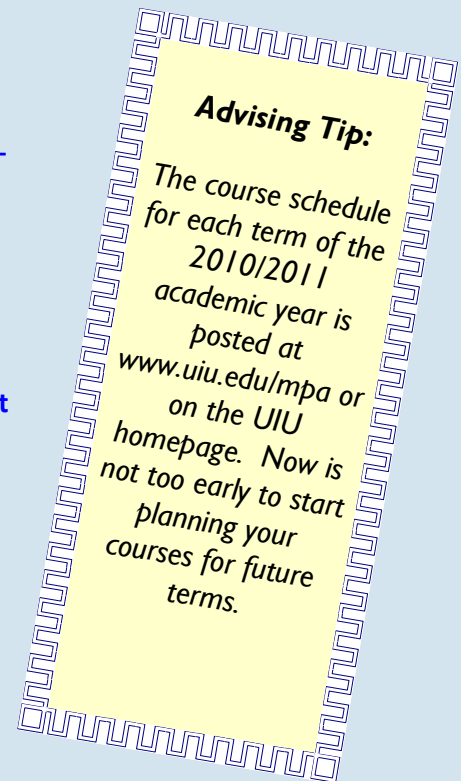 Advising Tip:
The course schedule
for each term of the
2010/2011
academic year is
posted at
www.uiu.edu/mpa or
on the UIU
homepage.  Now is
not too early to start
planning your
courses for future
terms.
t